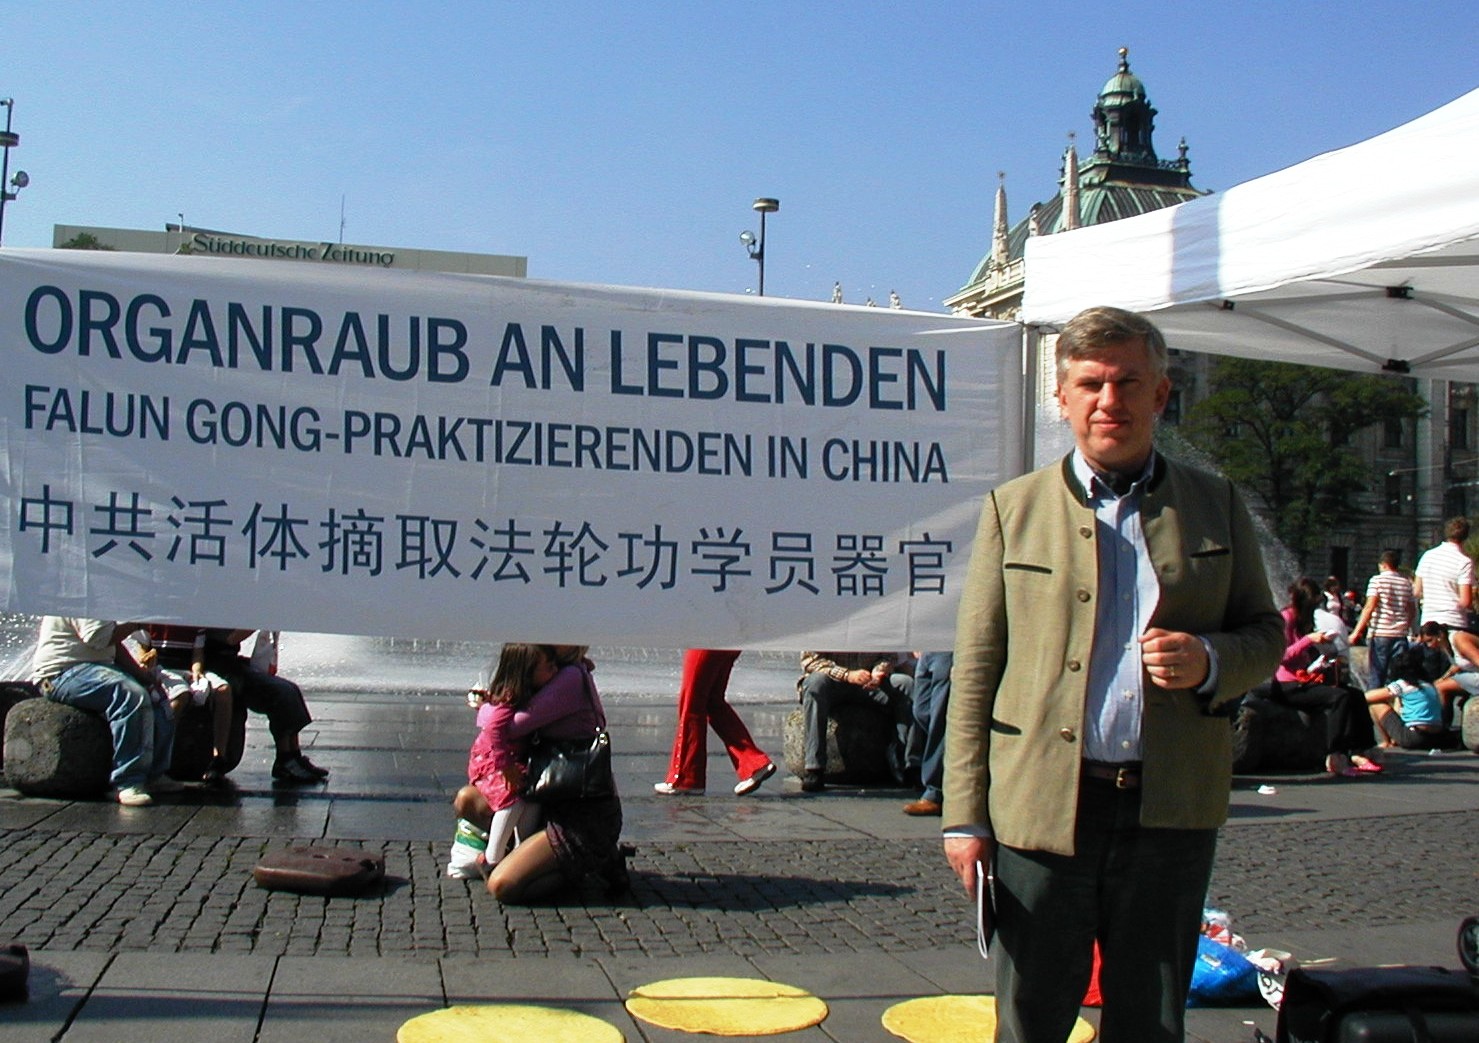 Süddeutsche Zeitung
ORGANRAUB AN LEBENDEN
FALUN GONG-PRAKTIZIERENDEN IN CHINA
中共活体摘取法轮功学员器官